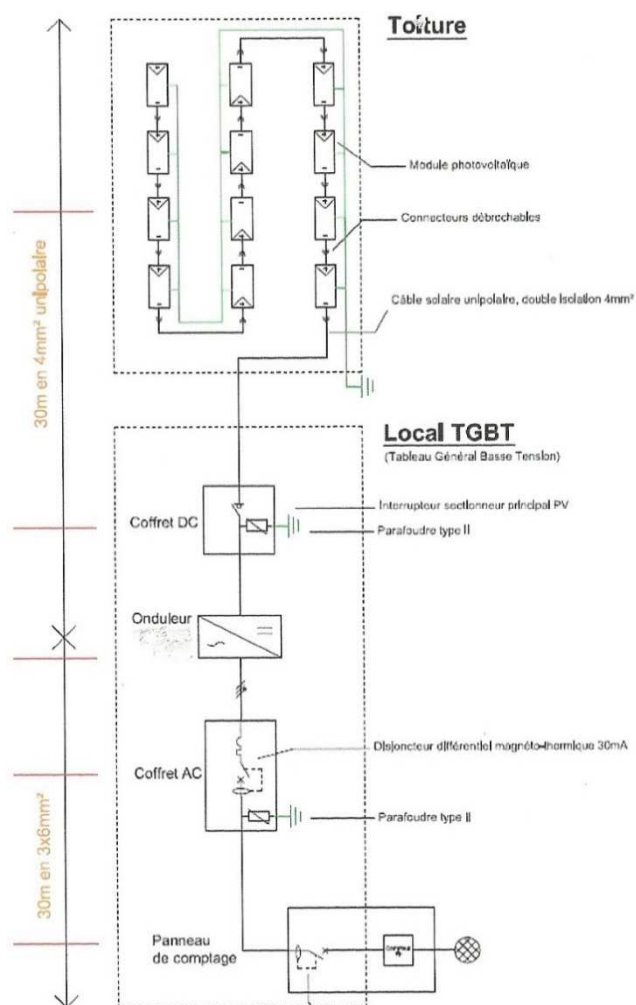 Toiture
Module photovoltaïque
Connecteurs débrochables
Câble solaire unipolaire, double isolation 4mm²
30m en 4mm² unipolaire
Local TGBT
(Tableau Général Basse Tension)
Interrupteur sectionneur principal PV
Coffret DC
Parafoudre type II
Onduleur
Disjoncteur différentiel magnéto-thermique 30mA
Coffret AC
Parafoudre type II
30m en 3x6mm²
Panneau
de comptage